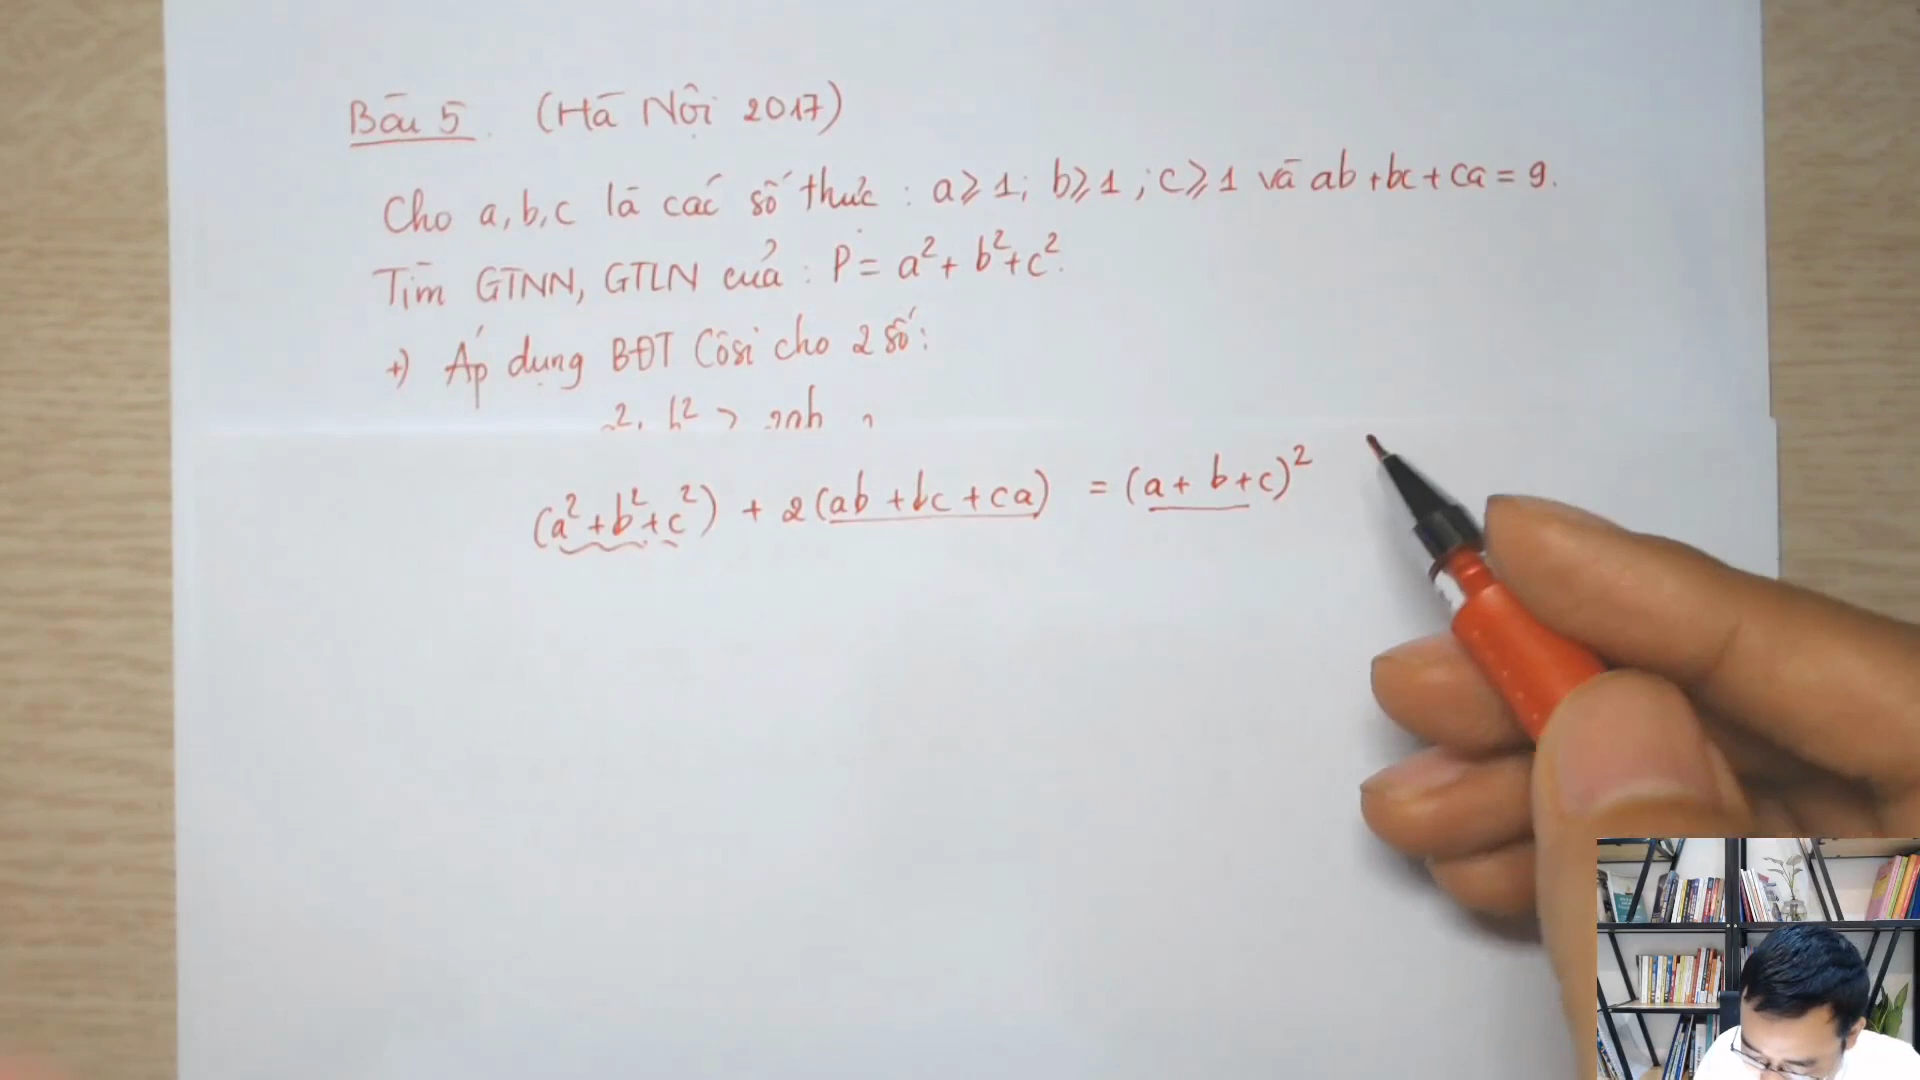 Bài 5. (Hà Nội 2017)
Cho a, b, c là các số thực : a ⩾ 1; b ⩾ 1 ; c ⩾ 1 và ab + bc + ca = 9.
Tìm GTNN, GTLN của : P = a² + b² + c².
+) Áp dụng BĐT Côsi cho 2 số:
(a² + b² + c²) + 2(ab + bc + ca) = (a + b + c)²